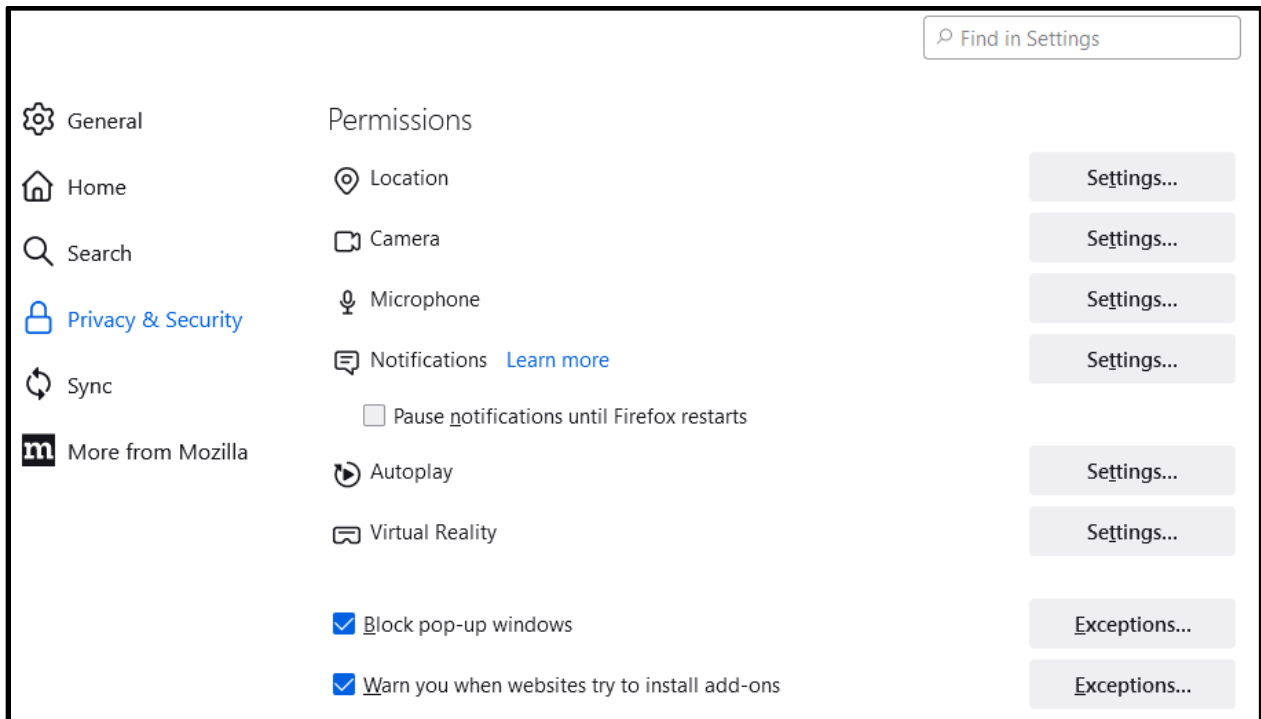 Find in Settings
General
Home
Search
Privacy & Security
Sync
m More from Mozilla
Permissions
Location Settings...
Camera Settings...
Microphone Settings...
Notifications Learn more Settings...
Pause notifications until Firefox restarts
Autoplay Settings...
Virtual Reality Settings...
Block pop-up windows Exceptions...
Warn you when websites try to install add-ons Exceptions...